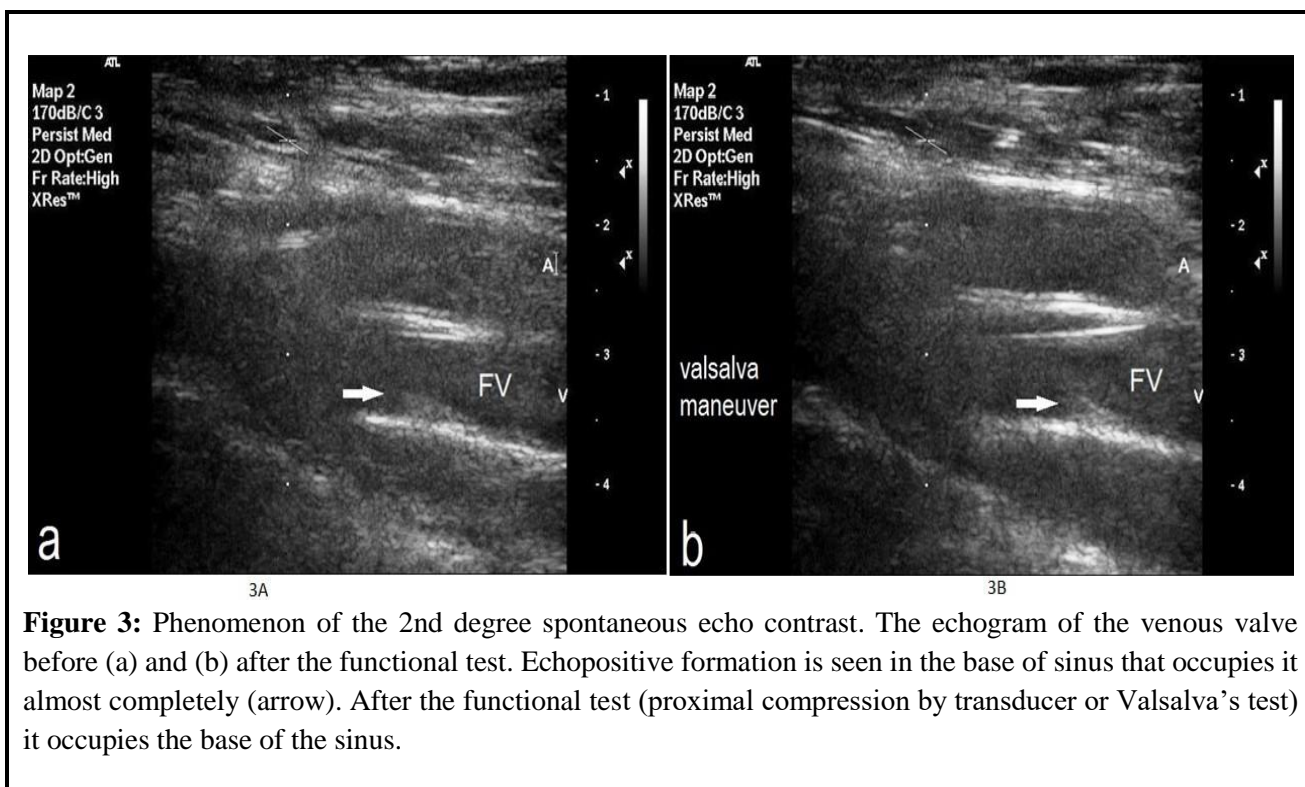 ATL
Map 2
170dB/C 3
Persist Med
2D Opt:Gen
Fr Rate:High
XRes™
-1
x
-2
x
A
-3
FV
v
-4
a
ATL
Map 2
170dB/C 3
Persist Med
2D Opt:Gen
Fr Rate:High
XRes™
-1
x
-2
x
A
-3
valsalva
maneuver
FV
v
-4
b
3A
3B
Figure 3: Phenomenon of the 2nd degree spontaneous echo contrast. The echogram of the venous valve
before (a) and (b) after the functional test. Echopositive formation is seen in the base of sinus that occupies it
almost completely (arrow). After the functional test (proximal compression by transducer or Valsalva’s test)
it occupies the base of the sinus.